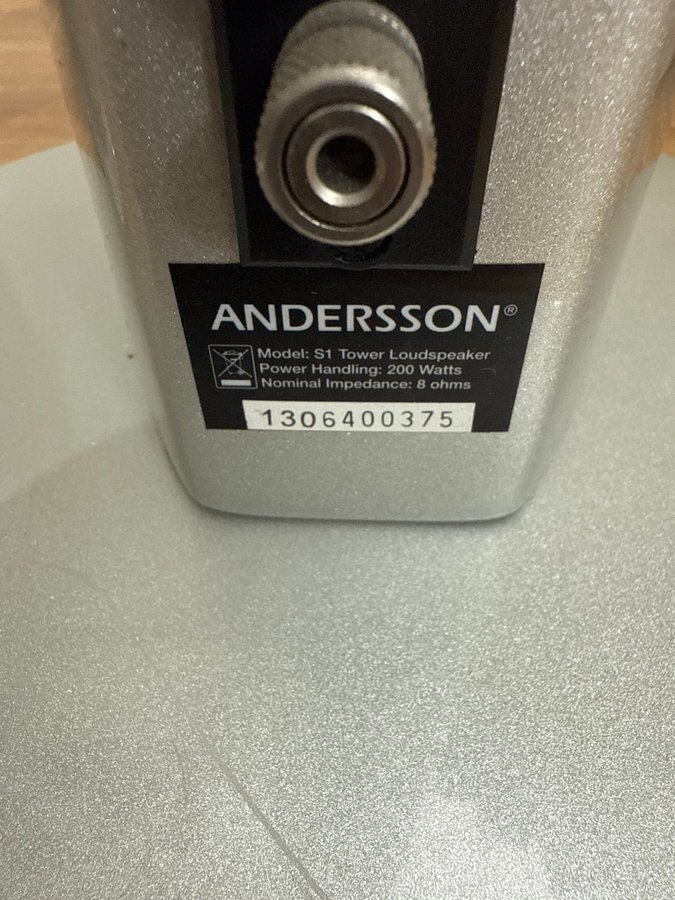 ANDERSSON®
Model: S1 Tower Loudspeaker
Power Handling: 200 Watts
Nominal Impedance: 8 ohms
1306400375